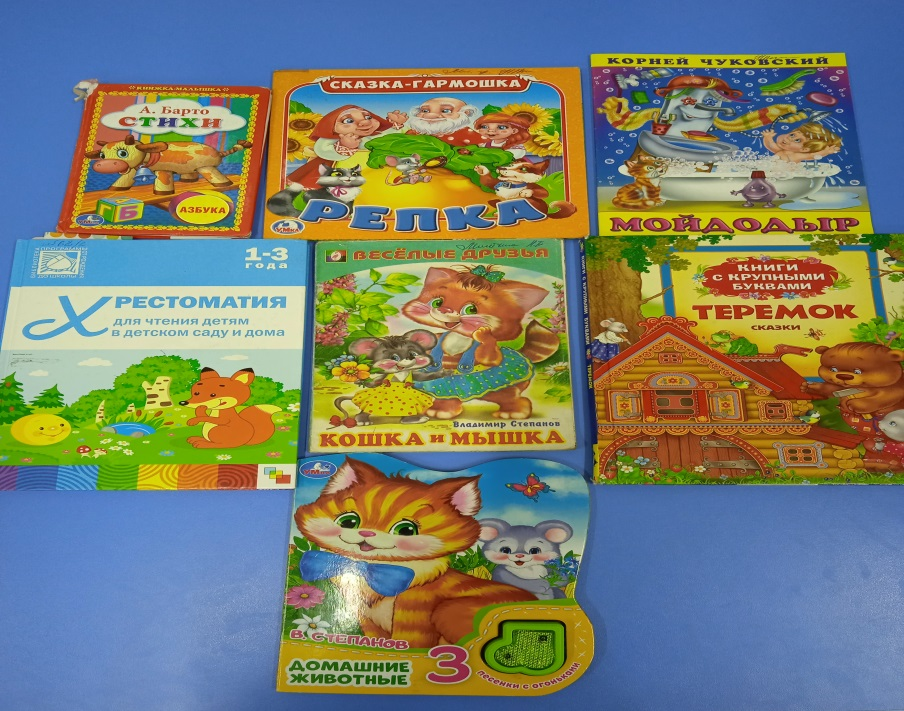 КНИЖКА-МАЛЫШКА
А. Барто
СТИХИ
Б
АЗБУКА
СКАЗКА-ГАРМОШКА
РЕПКА
УМКА
КОРНЕЙ ЧУКОВСКИЙ
МОЙДОДЫР
1-3
ГОДА
ХРЕСТОМАТИЯ
ДЛЯ ЧТЕНИЯ ДЕТЯМ
В ДЕТСКОМ САДУ И ДОМА
ВЕСЁЛЫЕ ДРУЗЬЯ
Владимир Степанов
КОШКА И МЫШКА
КНИГИ
С КРУПНЫМИ
БУКВАМИ
ТЕРЕМОК
СКАЗКИ
В. СТЕПАНОВ
ДОМАШНИЕ
ЖИВОТНЫЕ
3
ПЕСЕНКИ С ОГОНЬКАМИ